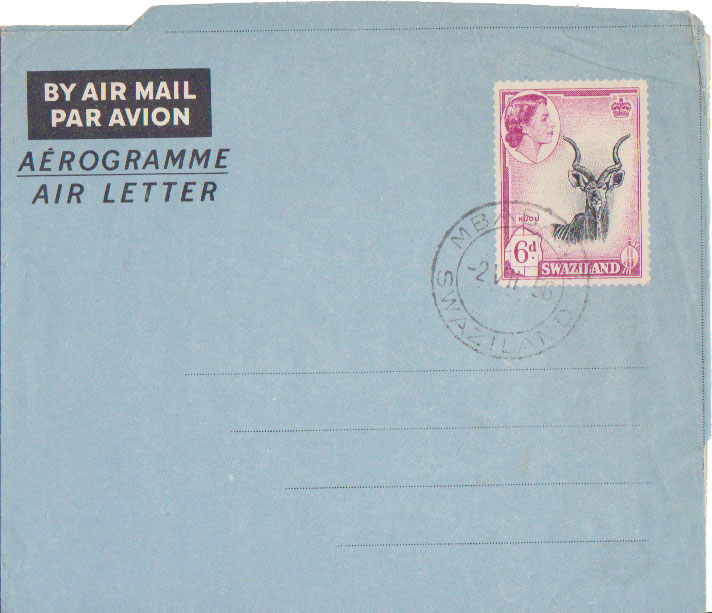 BY AIR MAIL
PAR AVION
AÉROGRAMME
AIR LETTER
KUDU
6d.
SWAZILAND
SWAZILAND